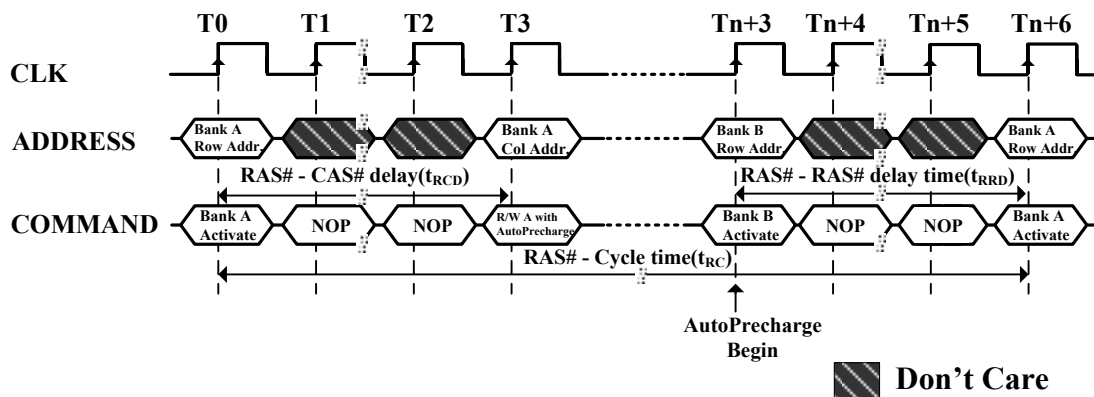 T0 T1 T2 T3 Tn+3 Tn+4 Tn+5 Tn+6
CLK
ADDRESS
Bank A
Row Addr.
Bank A
Col Addr.
Bank B
Row Addr.
Bank A
Row Addr.
RAS# - CAS# delay(tRCD)
RAS# - RAS# delay time(tRRD)
COMMAND
Bank A
Activate
NOP
NOP
R/W A with
AutoPrecharge
Bank B
Activate
NOP
NOP
Bank A
Activate
RAS# - Cycle time(tRC)
AutoPrecharge
Begin
Don't Care